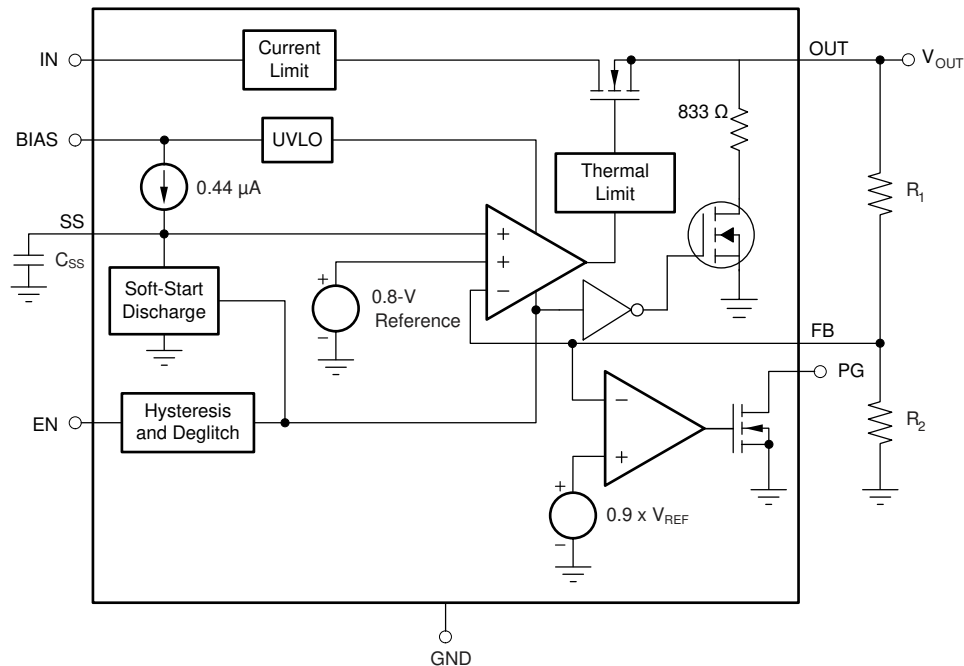 IN
Current
Limit
OUT
V_OUT
833 Ω
BIAS
UVLO
Thermal
Limit
0.44 µA
R_1
SS
C_SS
+
+
−
Soft-Start
Discharge
+
−
0.8-V
Reference
FB
PG
EN
Hysteresis
and Deglitch
−
+
R_2
+
−
0.9 x V_REF
GND